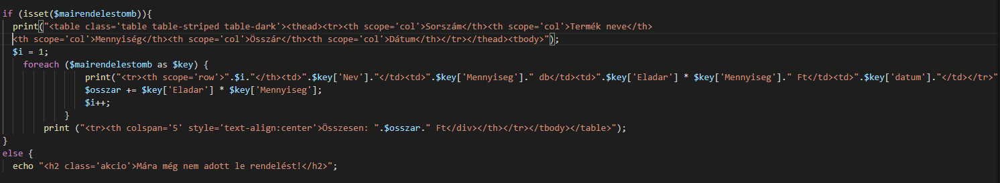 if (isset($mairendelestomb)){
print("<table class='table table-striped table-dark'><thead><tr><th scope='col'>Sorszám</th><th scope='col'>Termék neve</th>
<th scope='col'>Mennyiség</th><th scope='col'>Összár</th><th scope='col'>Dátum</th></tr></thead><tbody>");
$i = 1;
foreach ($mairendelestomb as $key) {
print("<tr><th scope='row'>".$i."</th><td>".$key['Nev']."</td><td>".$key['Mennyiseg']." db</td><td>".$key['Eladar'] * $key['Mennyiseg']." Ft</td><td>".$key['datum']."</td></tr>"
$osszar += $key['Eladar'] * $key['Mennyiseg'];
$i++;
}
print ("<tr><th colspan='5' style='text-align:center'>Összesen: ".$osszar." Ft</div></th></tr></tbody></table>");
}
else {
echo "<h2 class='akcio'>Mára még nem adott le rendelést!</h2>";